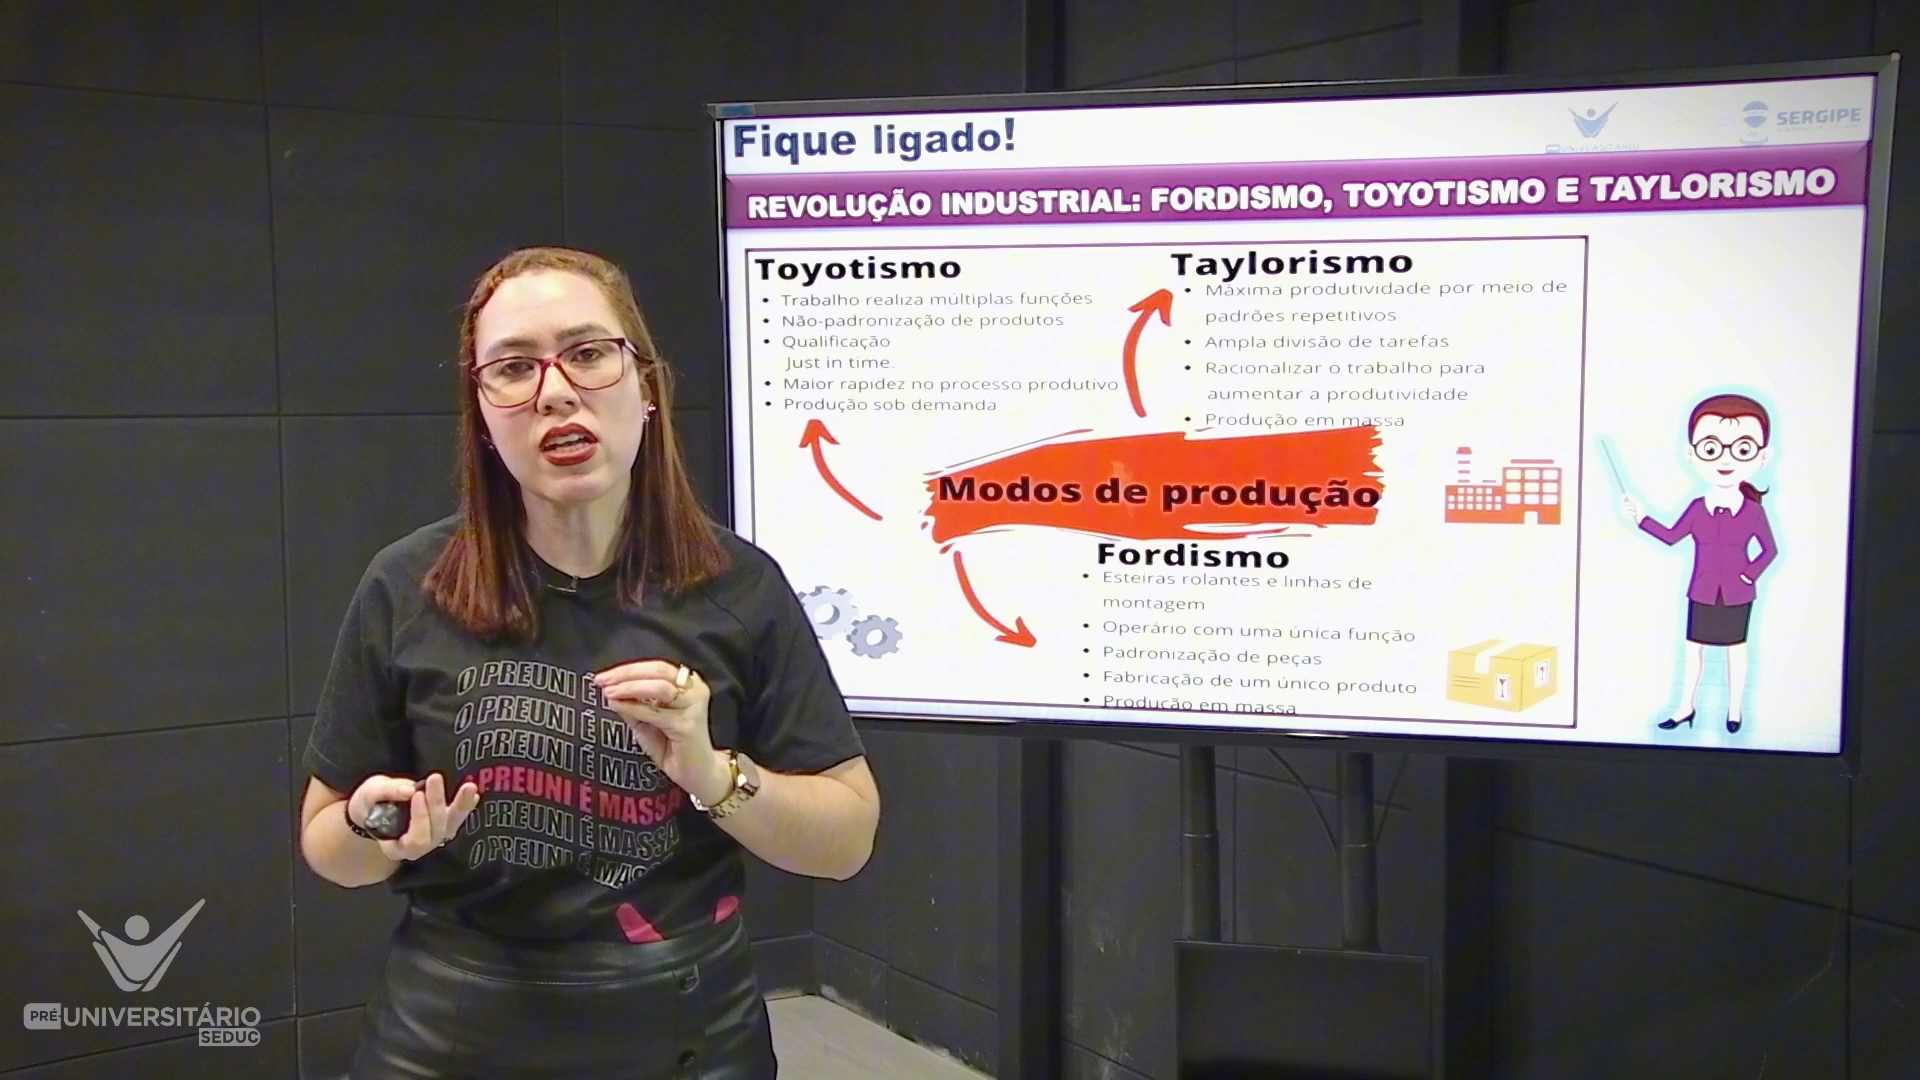 Fique ligado!
SERGIPE
REVOLUÇÃO INDUSTRIAL: FORDISMO, TOYOTISMO E TAYLORISMO
Toyotismo
• Trabalho realiza múltiplas funções
• Não-padronização de produtos
• Qualificação
Just in time:
• Maior rapidez no processo produtivo
• Produção sob demanda
Taylorismo
• Máxima produtividade por meio de
padrões repetitivos
• Ampla divisão de tarefas
• Racionalizar o trabalho para
aumentar a produtividade
• Produção em massa
Modos de produção
Fordismo
• Esteiras rolantes e linhas de
montagem
• Operário com uma única função
• Padronização de peças
• Fabricação de um único produto
• Produção em massa
O PREUNI É
O PREUNI É MA
O PREUNI É MAS
PREUNI É MASSA
O PREUNI É MASSA
O PREUNI É MAS
PRÉ-UNIVERSITÁRIO
SEDUC